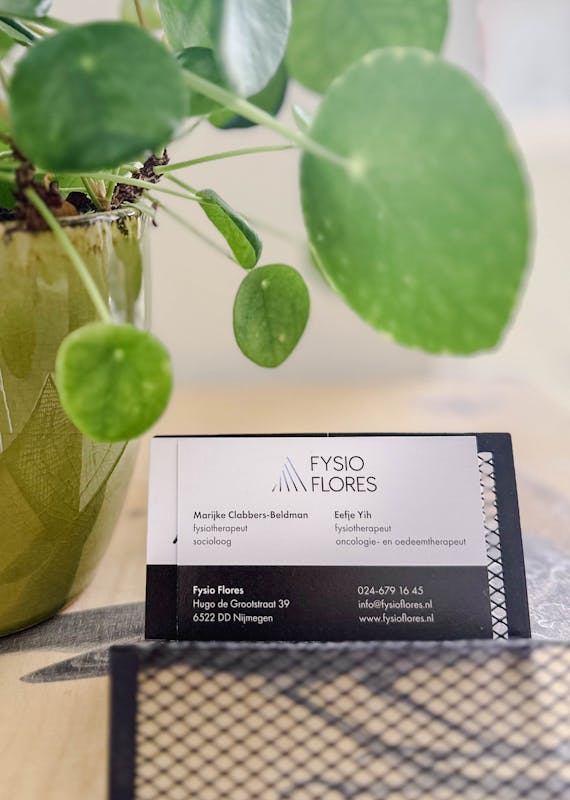 FYSIO
FLORES
Marijke Clabbers-Beldman
fysiotherapeut
socioloog
Eefje Yih
fysiotherapeut
oncologie- en oedeemtherapeut
Fysio Flores
Hugo de Grootstraat 39
6522 DD Nijmegen
024-679 16 45
info@fysioflores.nl
www.fysioflores.nl